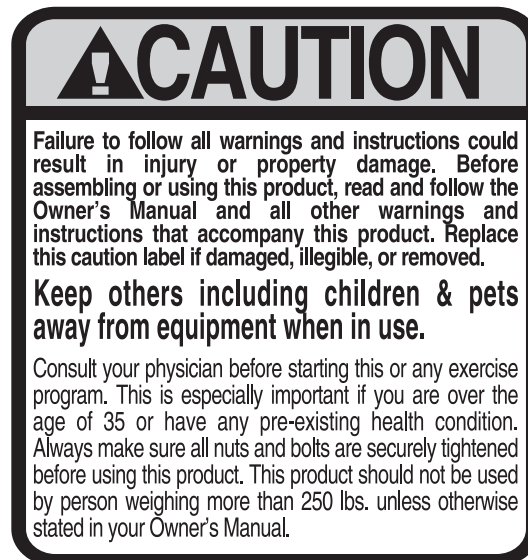 CAUTION
Failure to follow all warnings and instructions could
result in injury or property damage. Before
assembling or using this product, read and follow the
Owner's Manual and all other warnings and
instructions that accompany this product. Replace
this caution label if damaged, illegible, or removed.
Keep others including children & pets
away from equipment when in use.
Consult your physician before starting this or any exercise
program. This is especially important if you are over the
age of 35 or have any pre-existing health condition.
Always make sure all nuts and bolts are securely tightened
before using this product. This product should not be used
by person weighing more than 250 lbs. unless otherwise
stated in your Owner's Manual.